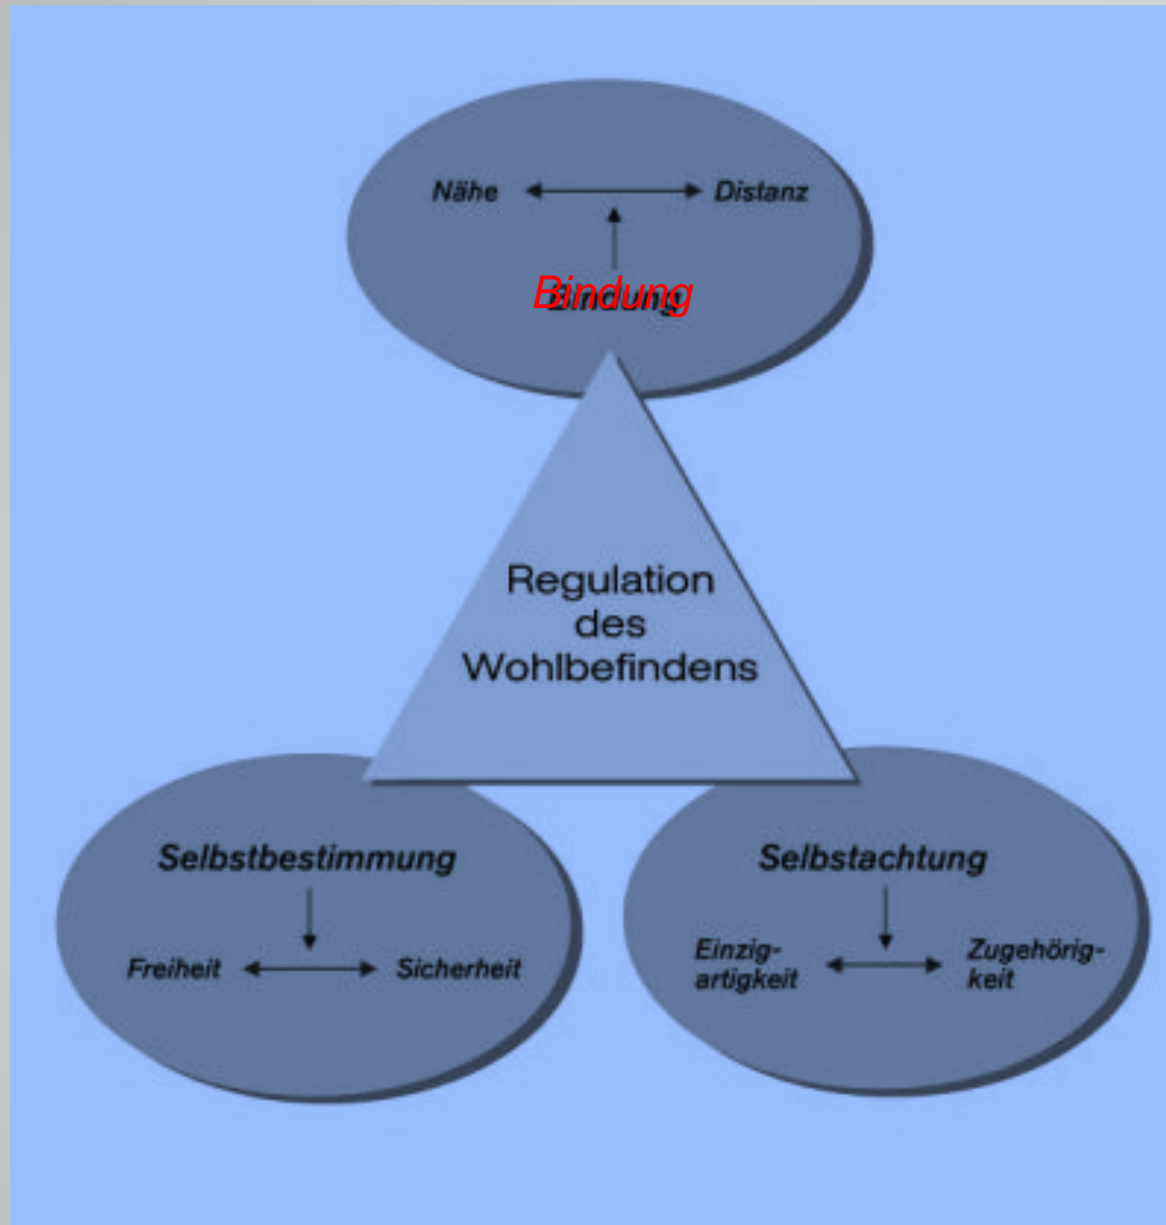 Nähe Distanz
Bindung
Regulation
des
Wohlbefindens
Selbstbestimmung
Freiheit Sicherheit
Selbstachtung
Einzig-
artigkeit
Zugehörig-
keit